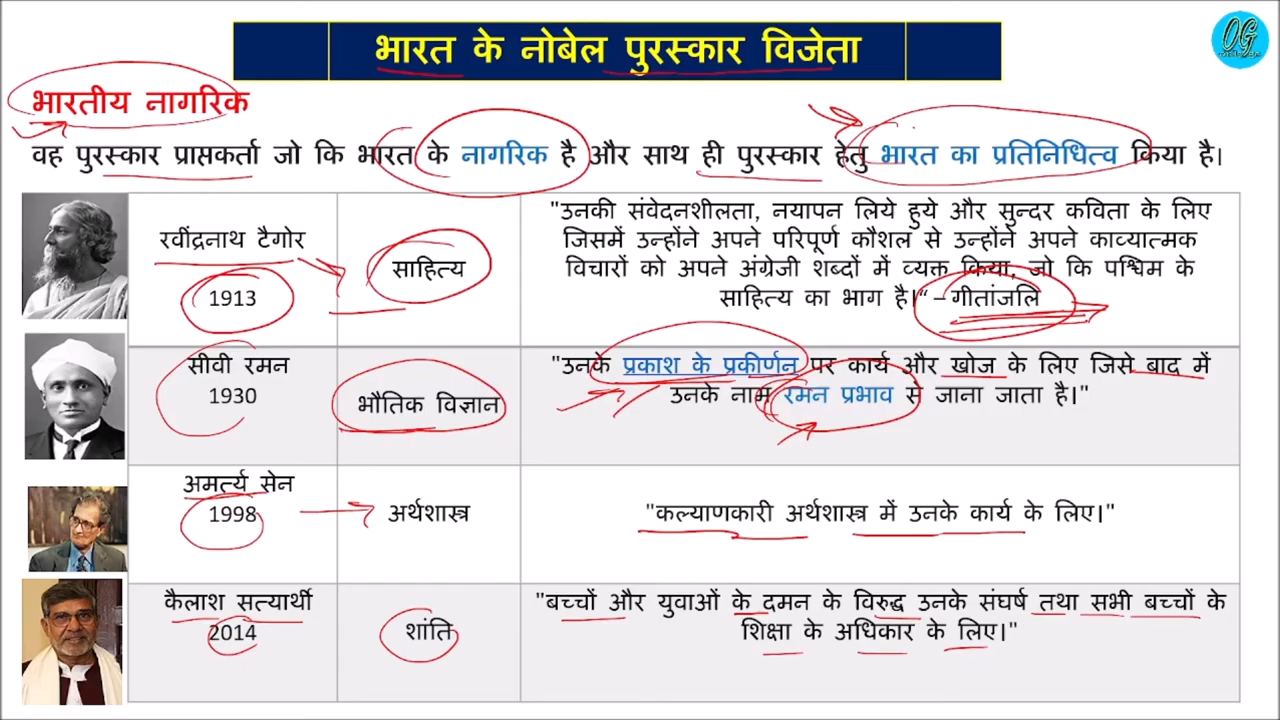 भारत के नोबेल पुरस्कार विजेता
OG
भारतीय नागरिक
वह पुरस्कार प्राप्तकर्ता जो कि भारत के नागरिक है और साथ ही पुरस्कार हेतु भारत का प्रतिनिधित्व किया है।
रवींद्रनाथ टैगोर
1913
साहित्य
"उनकी संवेदनशीलता, नयापन लिये हुये और सुन्दर कविता के लिए
जिसमें उन्होंने अपने परिपूर्ण कौशल से उन्होंने अपने काव्यात्मक
विचारों को अपने अंग्रेजी शब्दों में व्यक्त किया, जो कि पश्चिम के
साहित्य का भाग है।“ – गीतांजलि
सीवी रमन
1930
भौतिक विज्ञान
"उनके प्रकाश के प्रकीर्णन पर कार्य और खोज के लिए जिसे बाद में
उनके नाम रमन प्रभाव से जाना जाता है।"
अमर्त्य सेन
1998
अर्थशास्त्र
"कल्याणकारी अर्थशास्त्र में उनके कार्य के लिए।"
कैलाश सत्यार्थी
2014
शांति
"बच्चों और युवाओं के दमन के विरुद्ध उनके संघर्ष तथा सभी बच्चों के
शिक्षा के अधिकार के लिए।"